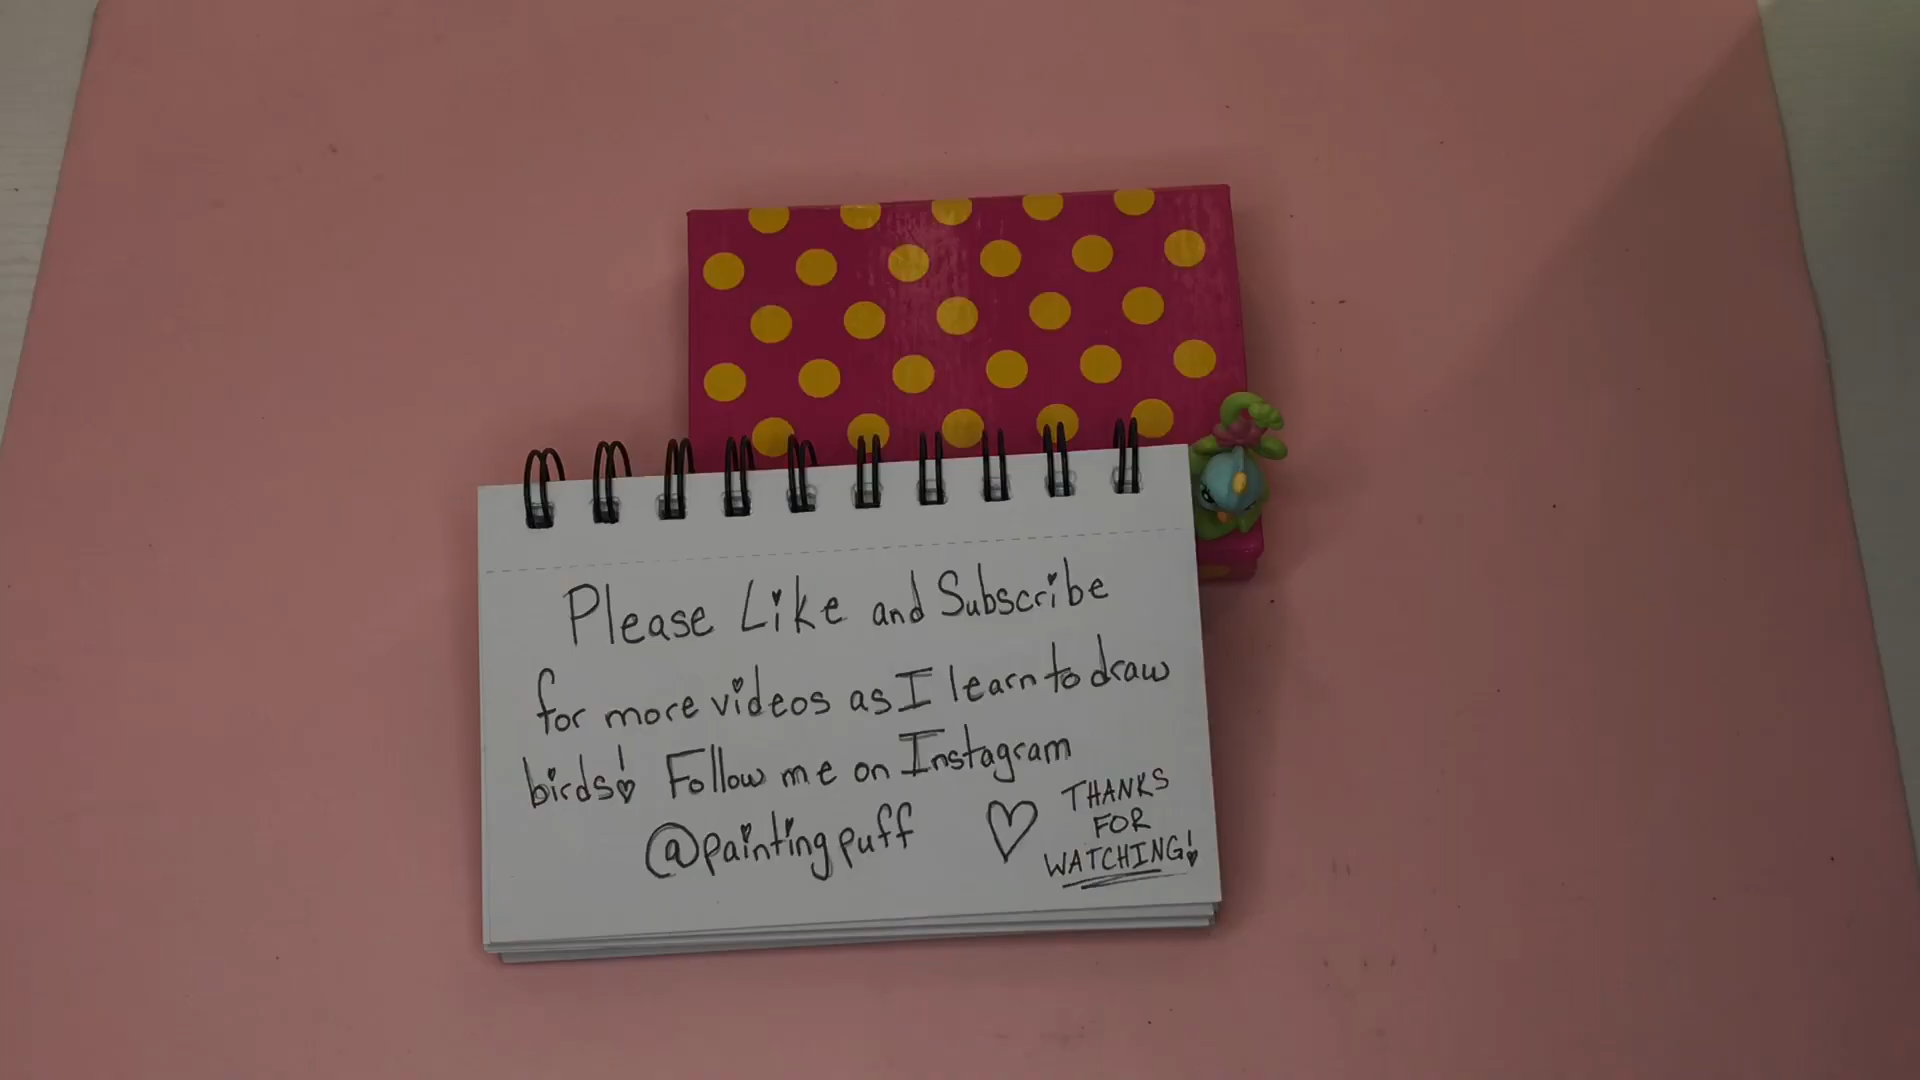 Please Like and Subscribe
for more videos as I learn to draw
birds! Follow me on Instagram
@paintingpuff
THANKS
FOR
WATCHING!